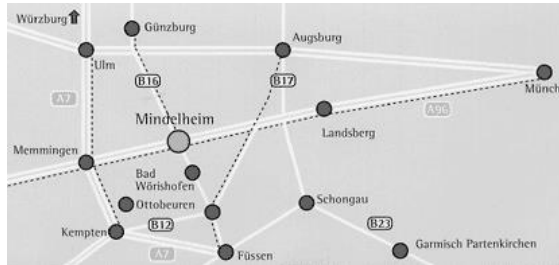 Würzburg
Günzburg
Augsburg
Ulm
B16
B17
Münch
A7
Mindelheim
A96
Landsberg
Memmingen
Bad
Wörishofen
Ottobeuren
Schongau
B12
B23
Kempten
A7
Füssen
Garmisch Partenkirchen